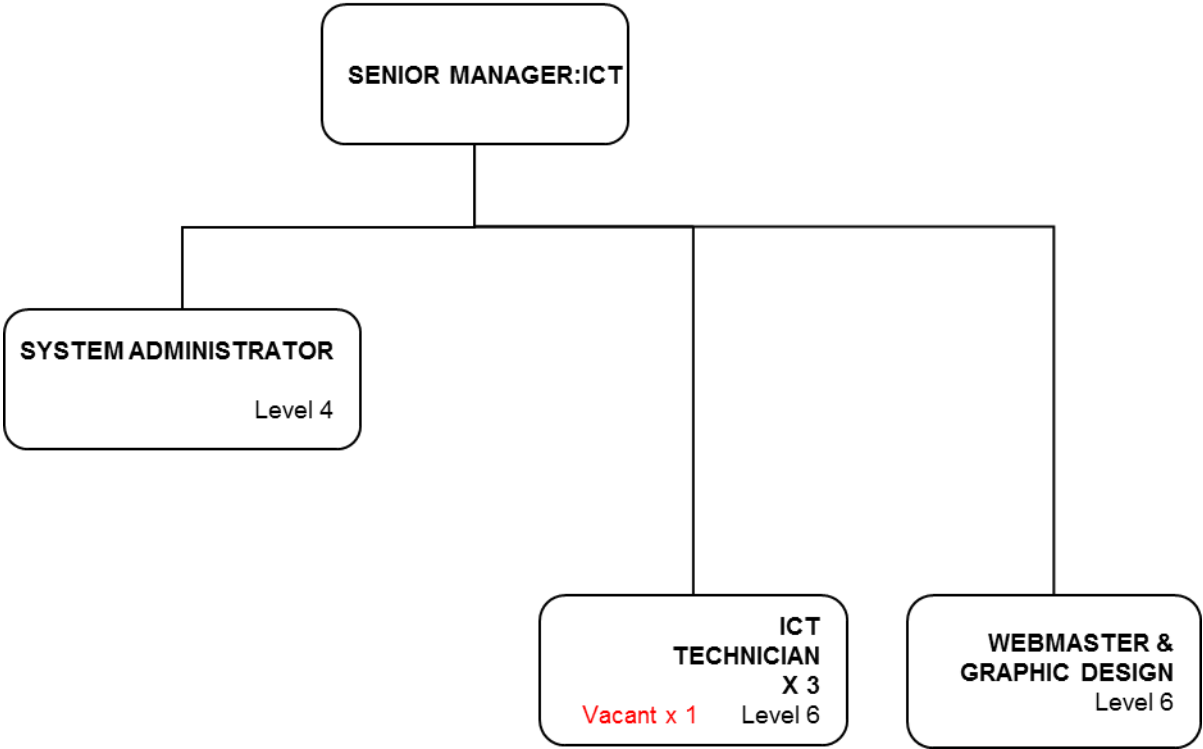 SENIOR MANAGER:ICT
SYSTEM ADMINISTRATOR
Level 4
ICT
TECHNICIAN
X 3
Vacant x 1 Level 6
WEBMASTER &
GRAPHIC DESIGN
Level 6